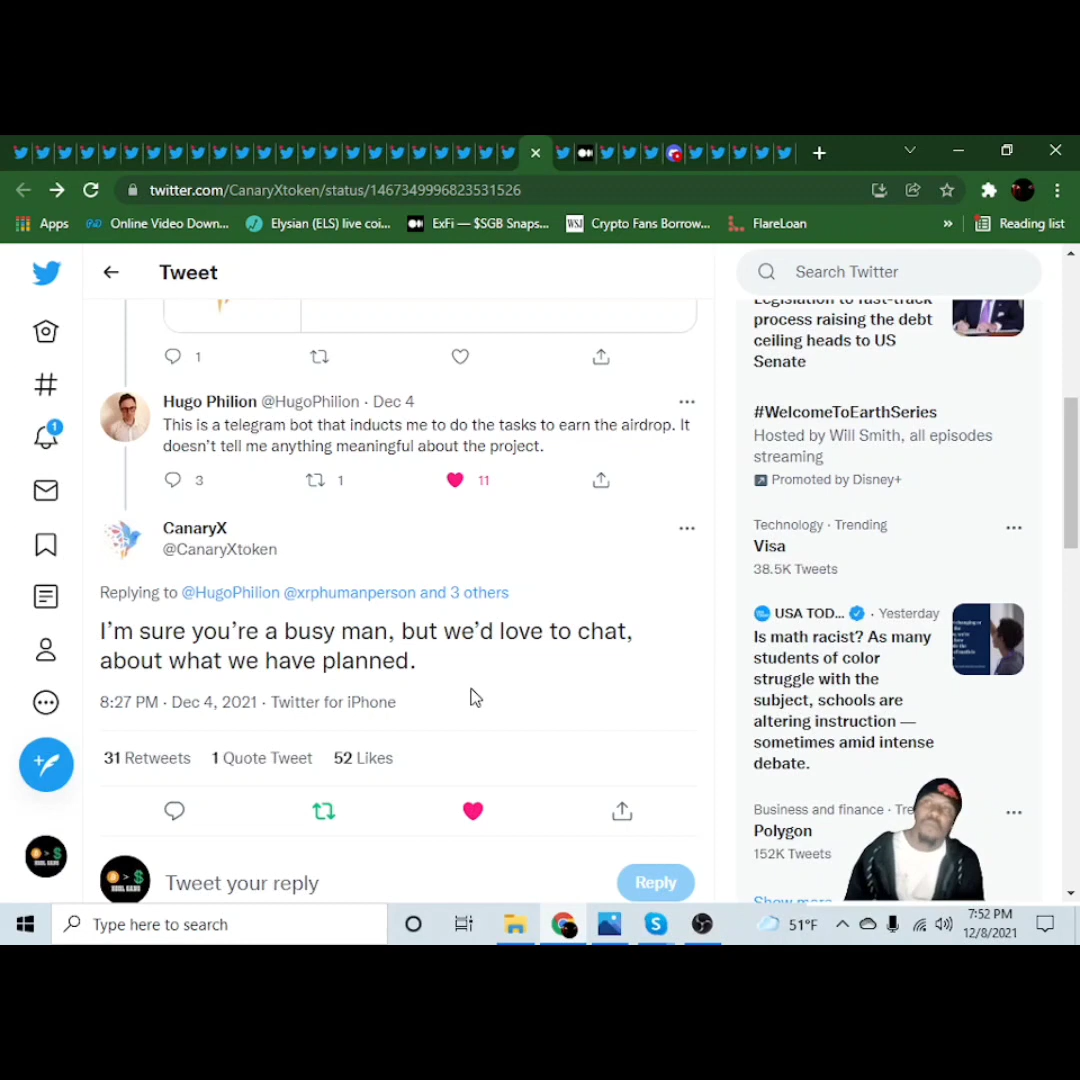 twitter.com/CanaryXtoken/status/1467349996823531526
Apps
Online Video Down...
Elysian (ELS) live coi...
ExFi — $SGB Snaps...
WSJ
Crypto Fans Borrow...
FlareLoan
»
Reading list
Tweet
Search Twitter
1
Hugo Philion @HugoPhilion · Dec 4
This is a telegram bot that inducts me to do the tasks to earn the airdrop. It
doesn't tell me anything meaningful about the project.
3
1
11
CanaryX
@CanaryXtoken
Replying to @HugoPhilion @xrphumanperson and 3 others
I'm sure you're a busy man, but we'd love to chat,
about what we have planned.
8:27 PM · Dec 4, 2021 · Twitter for iPhone
31 Retweets 1 Quote Tweet 52 Likes
Tweet your reply
Reply
1
Legislation to fast-track
process raising the debt
ceiling heads to US
Senate
#WelcomeToEarthSeries
Hosted by Will Smith, all episodes
streaming
Promoted by Disney+
Technology · Trending
Visa
38.5K Tweets
USA TOD... · Yesterday
Is math racist? As many
students of color
struggle with the
subject, schools are
altering instruction —
sometimes amid intense
debate.
Business and finance · Tre
Polygon
152K Tweets
Show more
Type here to search
51°F
7:52 PM
12/8/2021